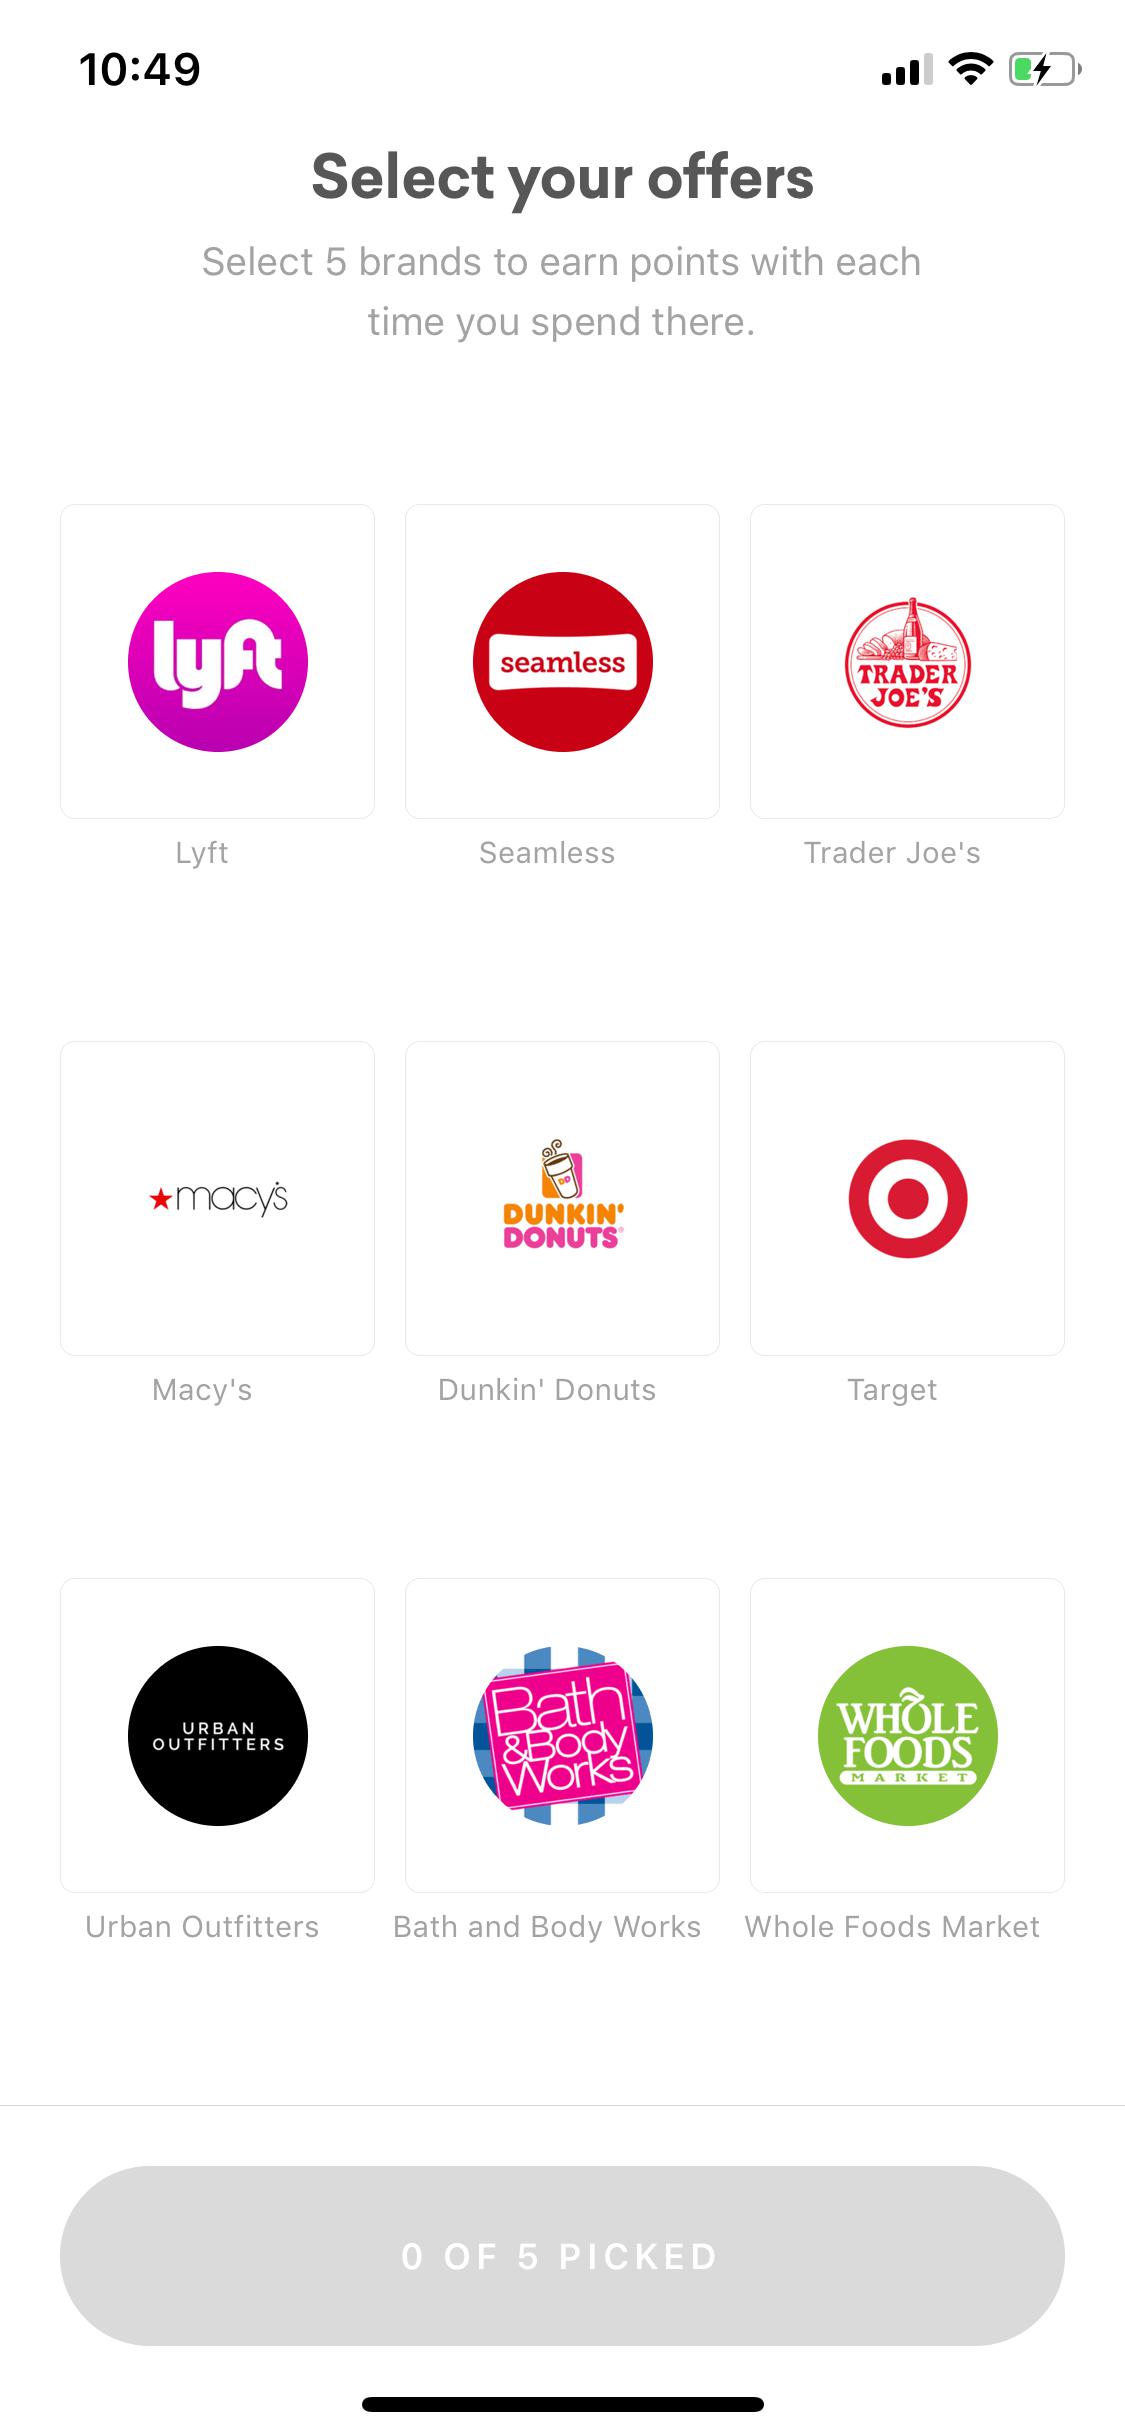 10:49
Select your offers
Select 5 brands to earn points with each
time you spend there.
lyft
seamless
TRADER
JOE'S
Lyft
Seamless
Trader Joe's
macy's
DD
DUNKIN'
DONUTS®
Macy's
Dunkin' Donuts
Target
URBAN
OUTFITTERS
Bath
&Body
Works
WHOLE
FOODS
MARKET
Urban Outfitters
Bath and Body Works
Whole Foods Market
0 OF 5 PICKED